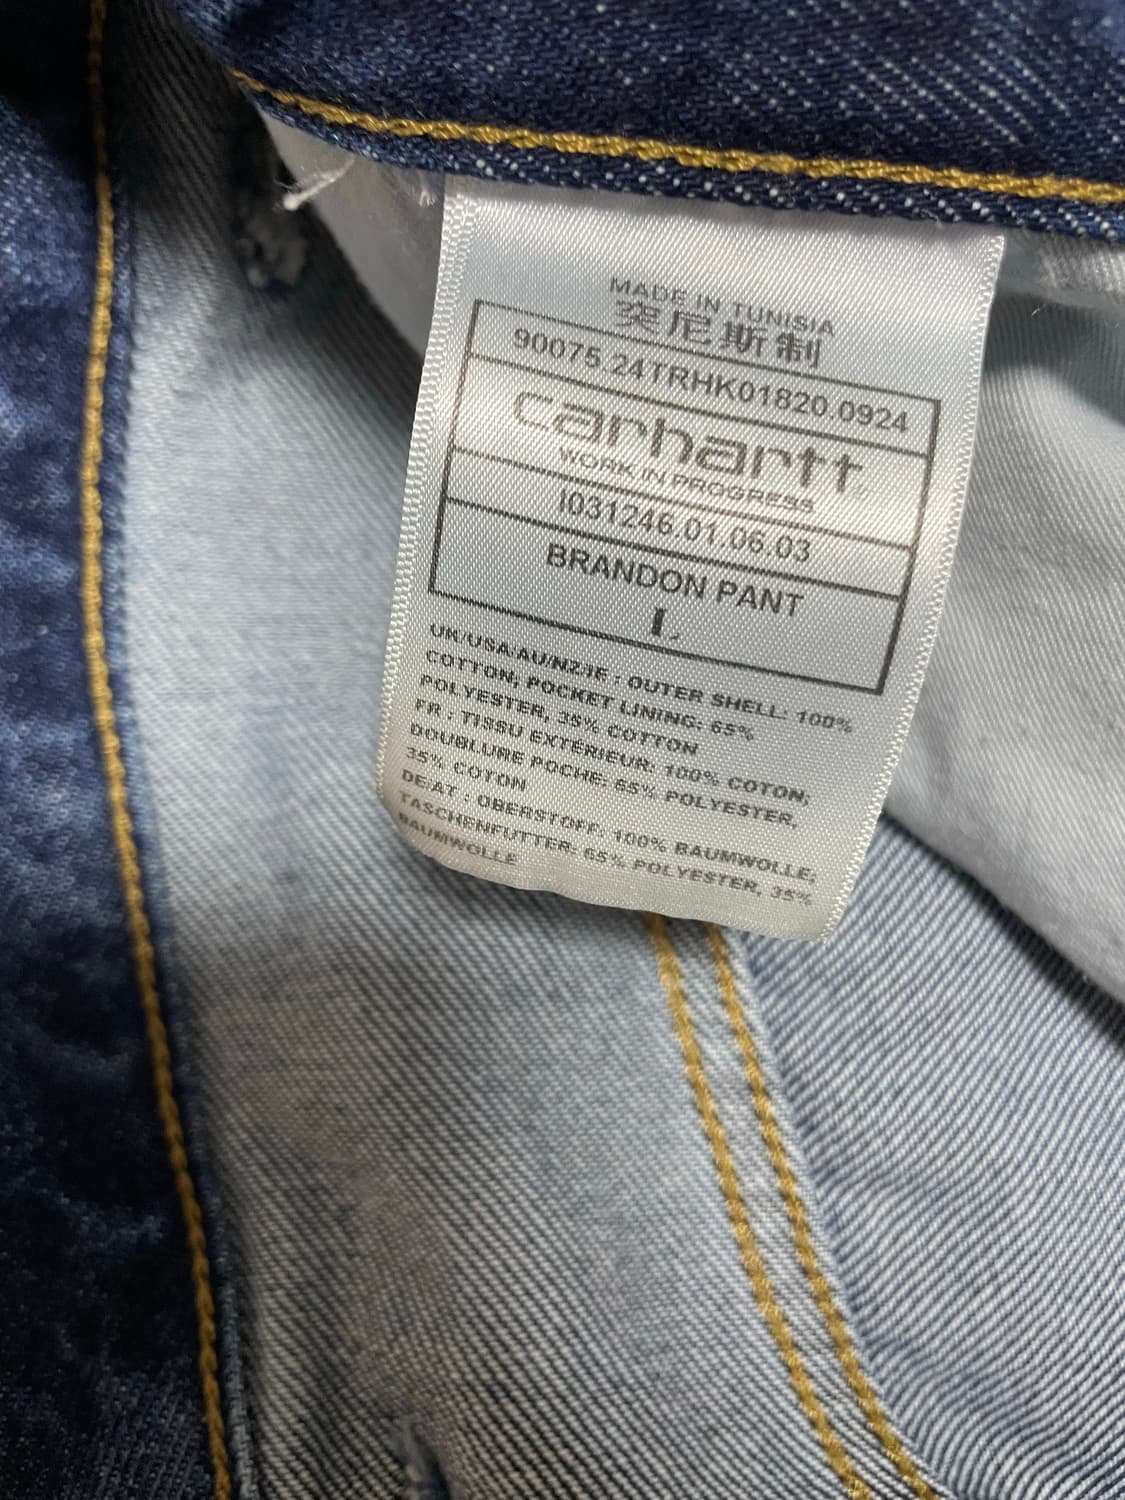 MADE IN TUNISIA
突尼斯制
90075.24TRHK01820.0924
carhartt
WORK IN PROGRESS
I031246.01.06.03
BRANDON PANT
L
UK/USA/AU/NZ/IE : OUTER SHELL: 100%
COTTON; POCKET LINING: 65%
POLYESTER, 35% COTTON
FR : TISSU EXTÉRIEUR: 100% COTON;
DOUBLURE POCHE: 65% POLYESTER,
35% COTON
DE/AT : OBERSTOFF: 100% BAUMWOLLE;
TASCHENFUTTER: 65% POLYESTER, 35%
BAUMWOLLE